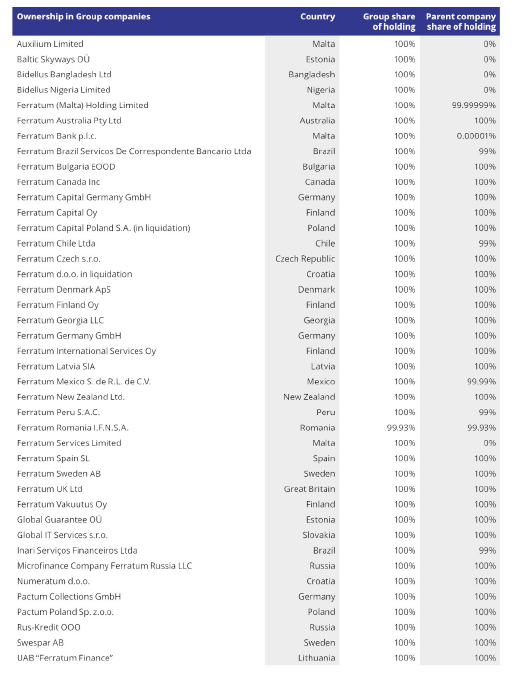 Ownership in Group companies Country Group share of holding Parent company share of holding
Auxilium Limited Malta 100% 0%
Baltic Skyways OÜ Estonia 100% 0%
Bidellus Bangladesh Ltd Bangladesh 100% 0%
Bidellus Nigeria Limited Nigeria 100% 0%
Ferratum (Malta) Holding Limited Malta 100% 99.99999%
Ferratum Australia Pty Ltd Australia 100% 100%
Ferratum Bank p.l.c. Malta 100% 0.00001%
Ferratum Brazil Servicos De Correspondente Bancario Ltda Brazil 100% 99%
Ferratum Bulgaria EOOD Bulgaria 100% 100%
Ferratum Canada Inc Canada 100% 100%
Ferratum Capital Germany GmbH Germany 100% 100%
Ferratum Capital Oy Finland 100% 100%
Ferratum Capital Poland S.A. (in liquidation) Poland 100% 100%
Ferratum Chile Ltda Chile 100% 99%
Ferratum Czech s.r.o. Czech Republic 100% 100%
Ferratum d.o.o. in liquidation Croatia 100% 100%
Ferratum Denmark ApS Denmark 100% 100%
Ferratum Finland Oy Finland 100% 100%
Ferratum Georgia LLC Georgia 100% 100%
Ferratum Germany GmbH Germany 100% 100%
Ferratum International Services Oy Finland 100% 100%
Ferratum Latvia SIA Latvia 100% 100%
Ferratum Mexico S. de R.L. de C.V. Mexico 100% 99.99%
Ferratum New Zealand Ltd. New Zealand 100% 100%
Ferratum Peru S.A.C. Peru 100% 99%
Ferratum Romania I.F.N.S.A. Romania 99.93% 99.93%
Ferratum Services Limited Malta 100% 0%
Ferratum Spain SL Spain 100% 100%
Ferratum Sweden AB Sweden 100% 100%
Ferratum UK Ltd Great Britain 100% 100%
Ferratum Vakuutus Oy Finland 100% 100%
Global Guarantee OÜ Estonia 100% 100%
Global IT Services s.r.o. Slovakia 100% 100%
Inari Serviços Financeiros Ltda Brazil 100% 99%
Microfinance Company Ferratum Russia LLC Russia 100% 100%
Numeratum d.o.o. Croatia 100% 100%
Pactum Collections GmbH Germany 100% 100%
Pactum Poland Sp. z.o.o. Poland 100% 100%
Rus-Kredit OOO Russia 100% 100%
Swespar AB Sweden 100% 100%
UAB "Ferratum Finance" Lithuania 100% 100%